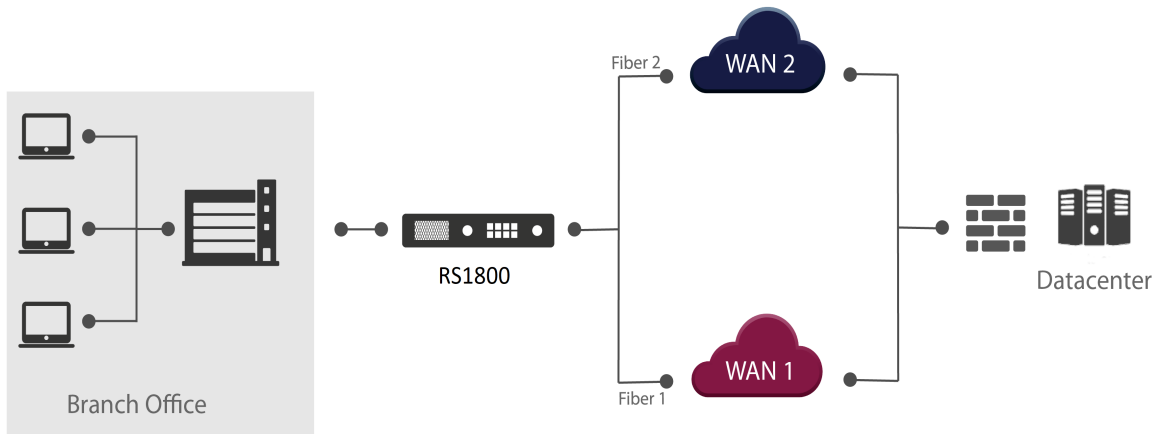 Fiber 2
WAN 2
RS1800
Datacenter
WAN 1
Fiber 1
Branch Office